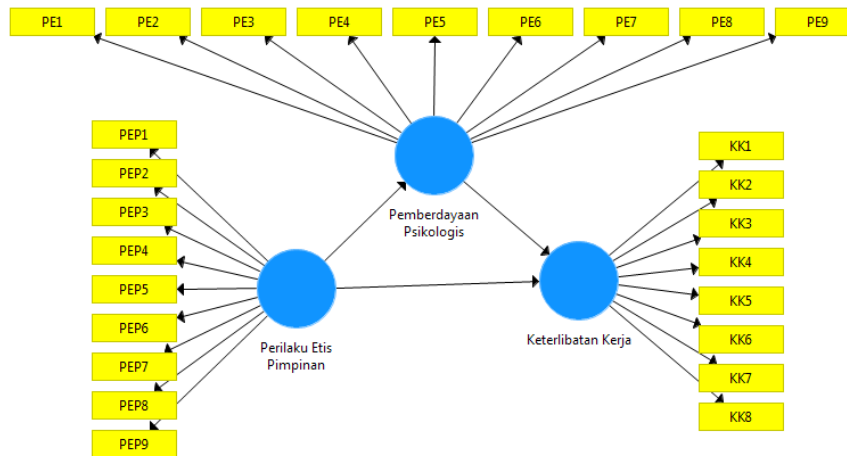 PE1
PE2
PE3
PE4
PE5
PE6
PE7
PE8
PE9
PEP1
PEP2
PEP3
PEP4
PEP5
PEP6
PEP7
PEP8
PEP9
Pemberdayaan
Psikologis
Perilaku Etis
Pimpinan
Keterlibatan Kerja
KK1
KK2
KK3
KK4
KK5
KK6
KK7
KK8